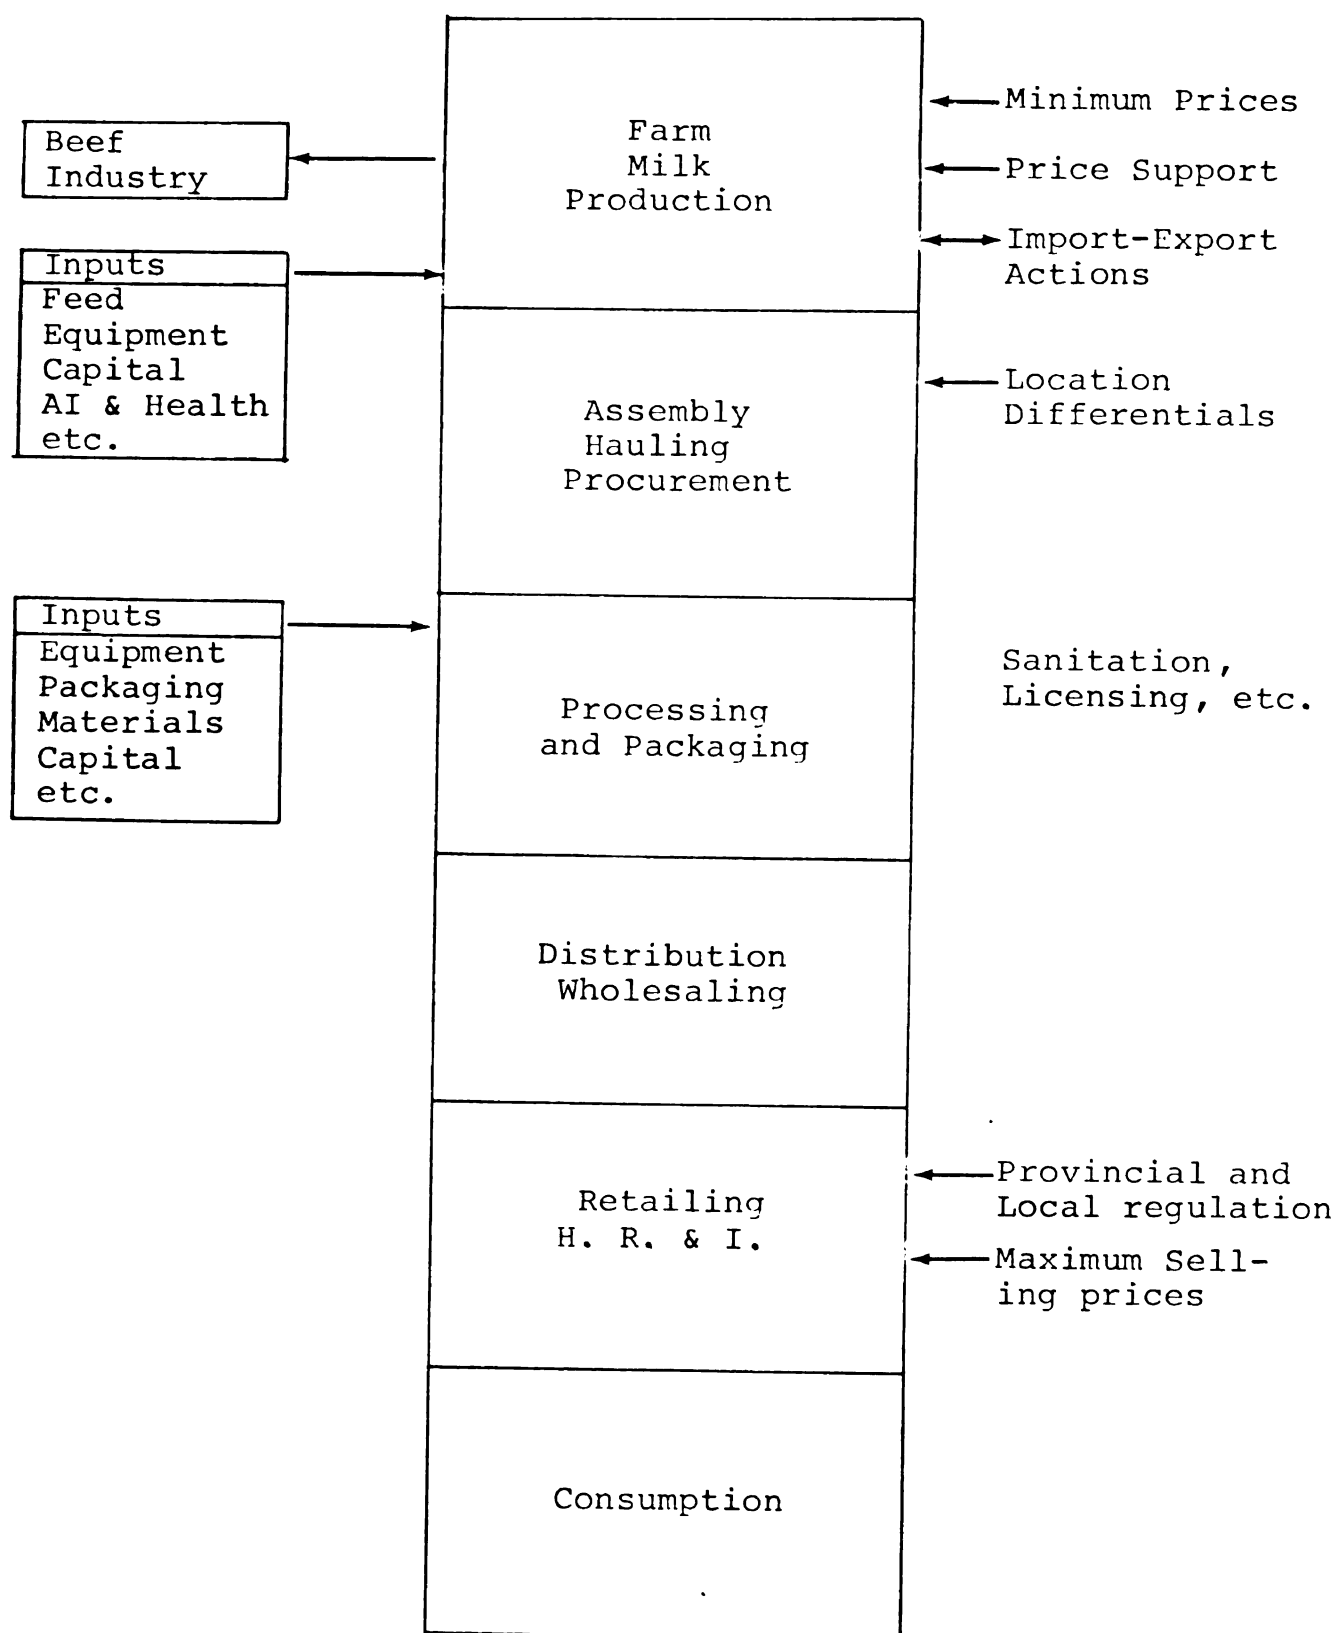 Farm
Milk
Production
Beef
Industry
Inputs
Feed
Equipment
Capital
AI & Health
etc.
Minimum Prices
Price Support
Import-Export
Actions
Assembly
Hauling
Procurement
Location
Differentials
Inputs
Equipment
Packaging
Materials
Capital
etc.
Processing
and Packaging
Sanitation,
Licensing, etc.
Distribution
Wholesaling
Retailing
H. R. & I.
Provincial and
Local regulation
Maximum Sell-
ing prices
Consumption